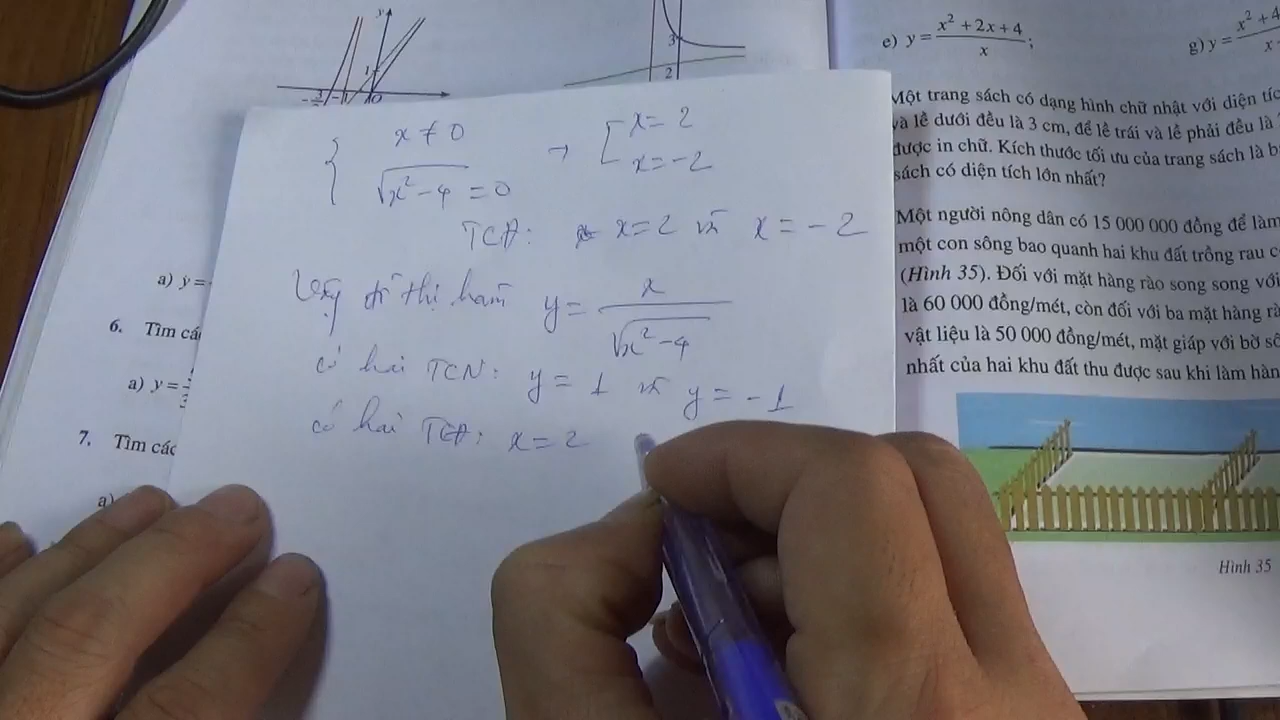 y
1
-3/2 -1 O
3
2
{ x ≠ 0
√(x²-4) = 0
→ [ x = 2
x = -2
TCĐ: x = 2 và x = -2
Vậy đồ thị hàm y = x/√(x²-4)
có hai TCN: y = 1 và y = -1
có hai TCĐ: x = 2
a) y =
6. Tìm cá
a) y =
7. Tìm các
a)
e) y = (x² + 2x + 4)/x ;
g) y = x² + 4
Một trang sách có dạng hình chữ nhật với diện tíc
và lề dưới đều là 3 cm, để lề trái và lề phải đều là
được in chữ. Kích thước tối ưu của trang sách là b
sách có diện tích lớn nhất?
Một người nông dân có 15 000 000 đồng để làm
một con sông bao quanh hai khu đất trồng rau c
(Hình 35). Đối với mặt hàng rào song song với
là 60 000 đồng/mét, còn đối với ba mặt hàng rà
vật liệu là 50 000 đồng/mét, mặt giáp với bờ sô
nhất của hai khu đất thu được sau khi làm hàn
Hình 35